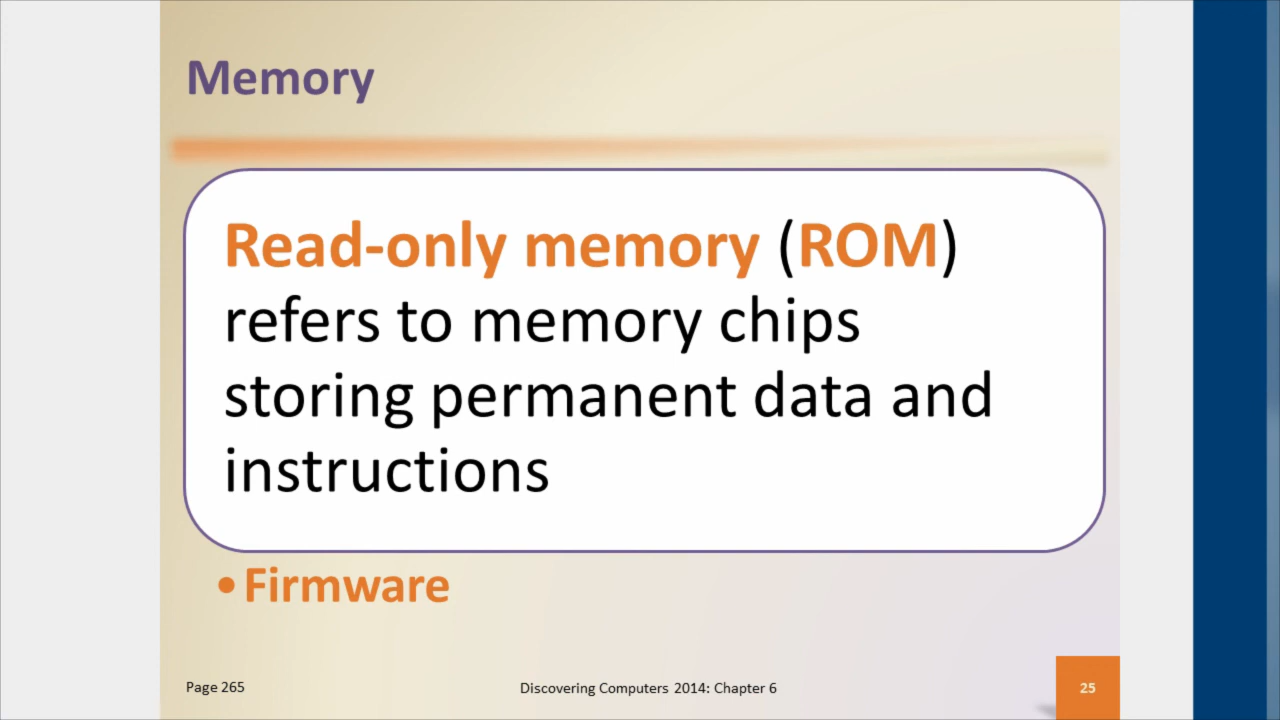 Memory
Read-only memory (ROM)
refers to memory chips
storing permanent data and
instructions
• Firmware
Page 265
Discovering Computers 2014: Chapter 6
25